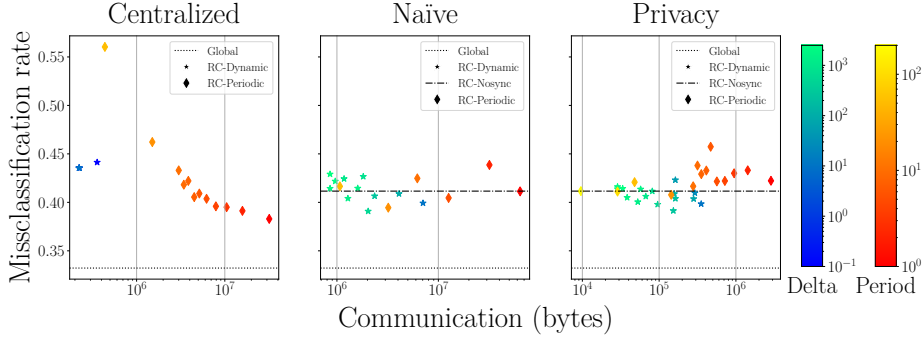 Centralized
Naïve
Privacy
Missclassification rate
0.55
0.50
0.45
0.40
0.35
Global
RC-Dynamic
RC-Periodic
Global
RC-Dynamic
RC-Nosync
RC-Periodic
Global
RC-Dynamic
RC-Nosync
RC-Periodic
10^6
10^7
10^6
10^7
10^4
10^5
10^6
10^3
10^2
10^1
10^0
10^-1
10^2
10^1
10^0
Delta
Period
Communication (bytes)